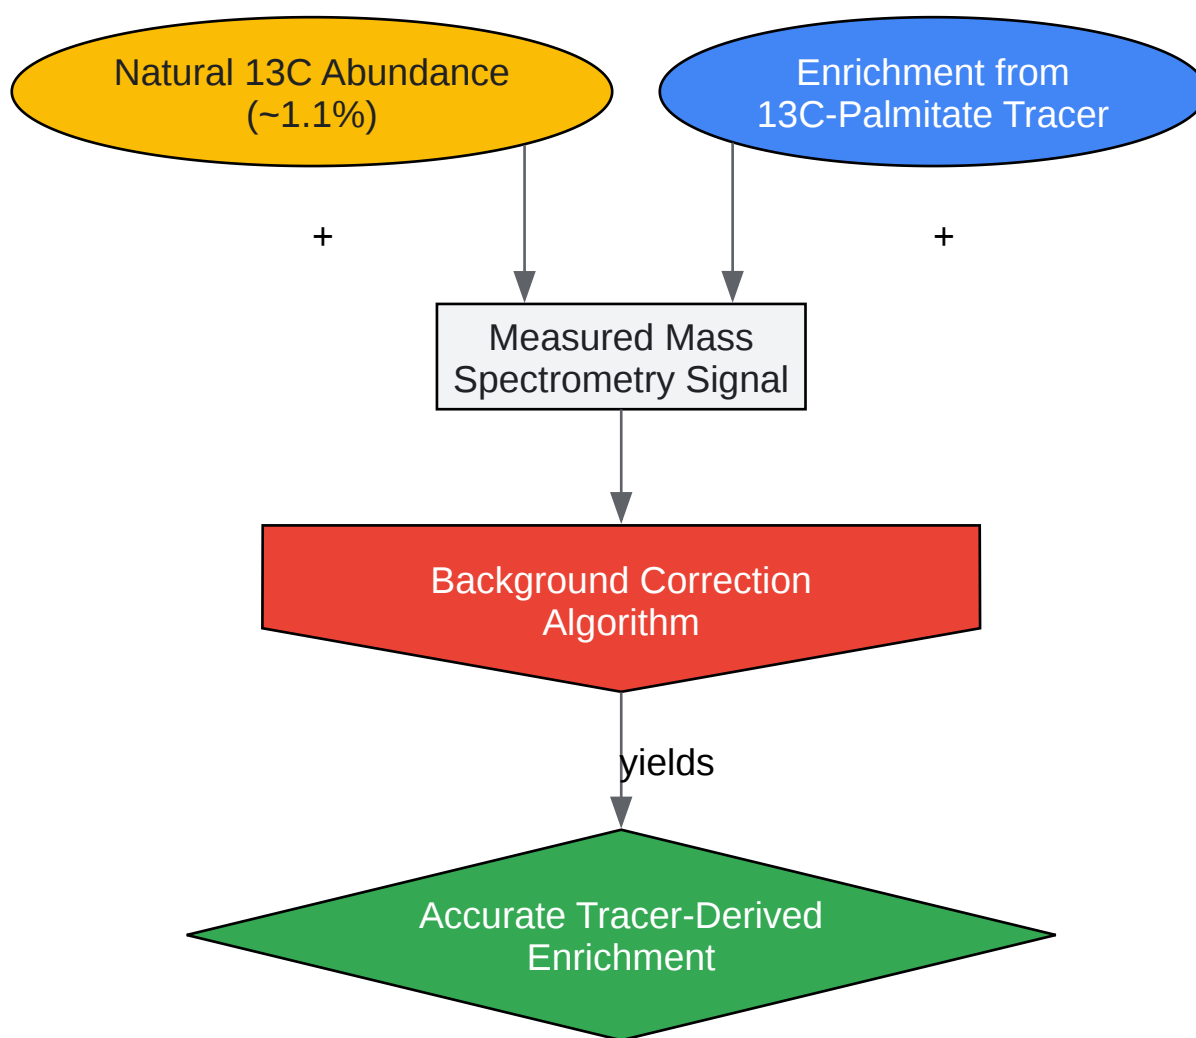 Natural 13C Abundance
(~1.1%)
Enrichment from
13C-Palmitate Tracer
+
+
Measured Mass
Spectrometry Signal
Background Correction
Algorithm
yields
Accurate Tracer-Derived
Enrichment